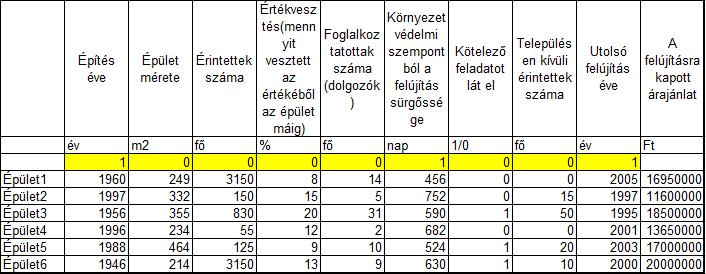 Építés éve Épület mérete Érintettek száma Értékvesztés(mennyit vesztett az értékéből az épület máig) Foglalkoztatottak száma (dolgozók) Környezetvédelmi szempontból a felújítás sürgőssége Kötelező feladatot lát el Településen kívüli érintettek száma Utolsó felújítás éve A felújításra kapott árajánlat
év m2 fő % fő nap 1/0 fő év Ft
1 0 0 0 0 1 0 0 1
Épület1 1960 249 3150 8 14 456 0 0 2005 16950000
Épület2 1997 332 150 15 5 752 0 15 1997 11600000
Épület3 1956 355 830 20 31 590 1 50 1995 18500000
Épület4 1996 234 55 12 2 682 0 0 2001 13650000
Épület5 1988 464 125 9 10 524 1 20 2003 17000000
Épület6 1946 214 3150 13 9 630 1 10 2000 20000000